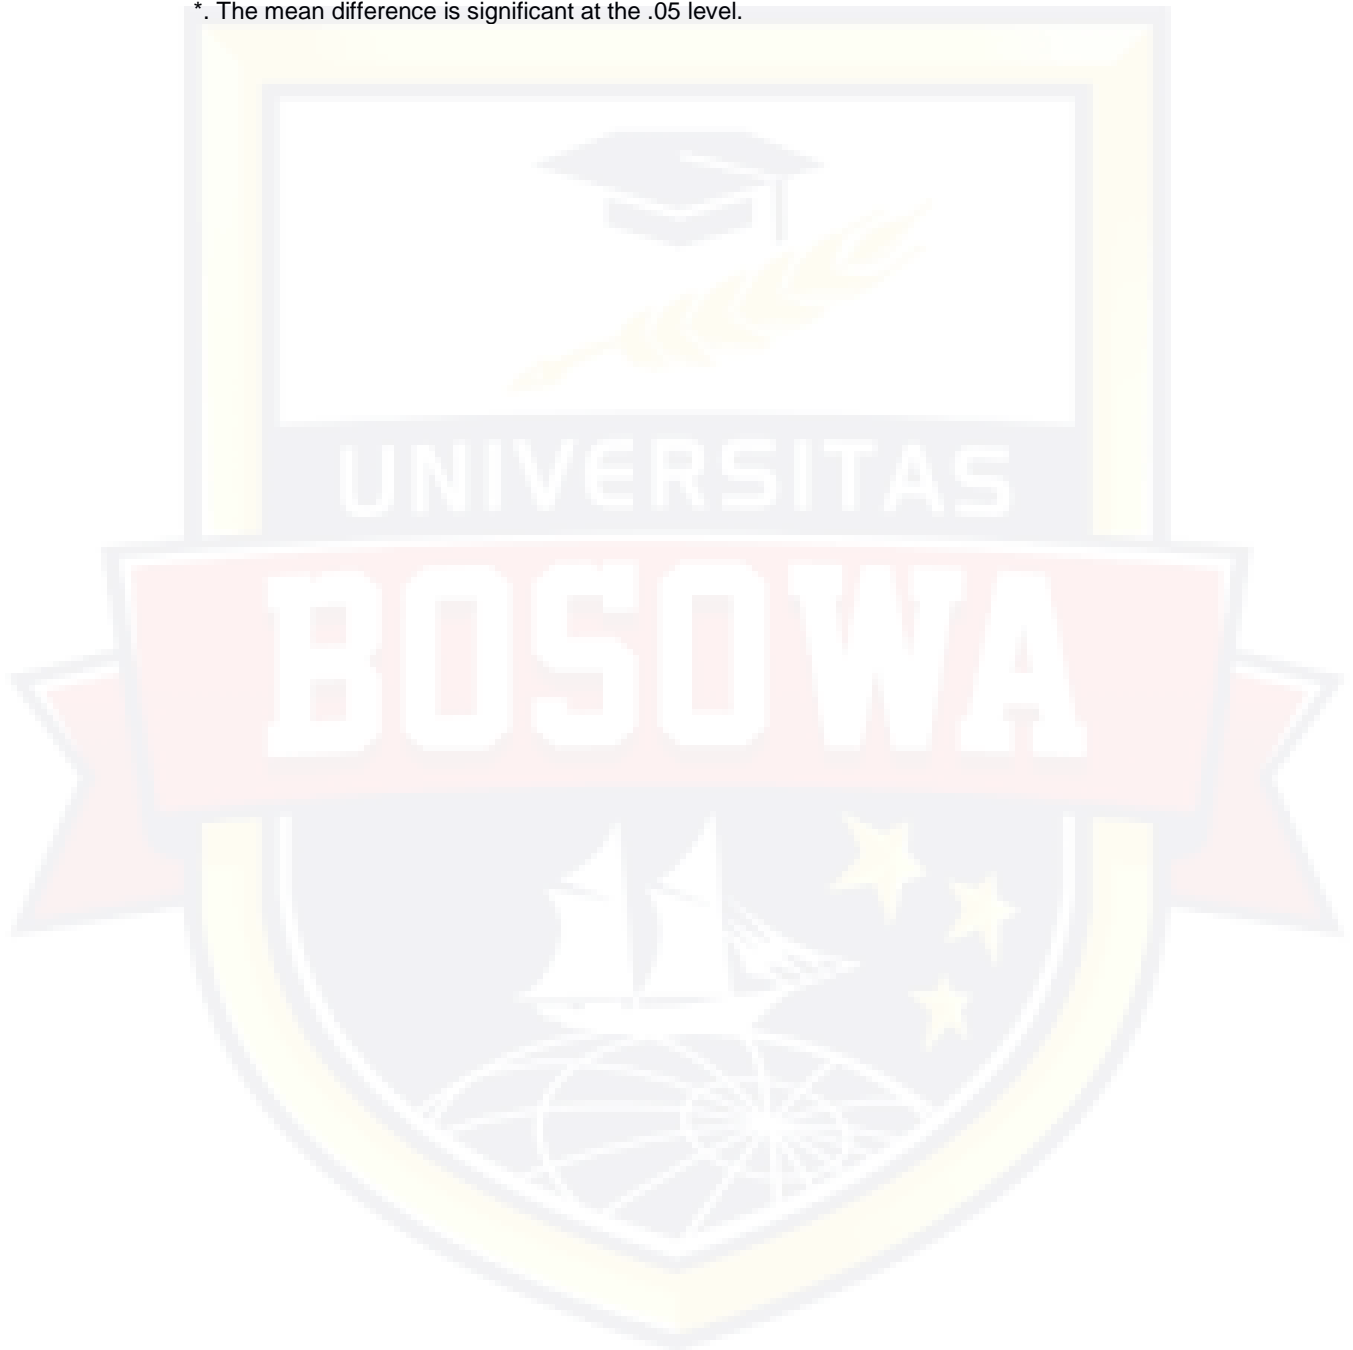 *. The mean difference is significant at the .05 level.
UNIVERSITAS
BOSOWA